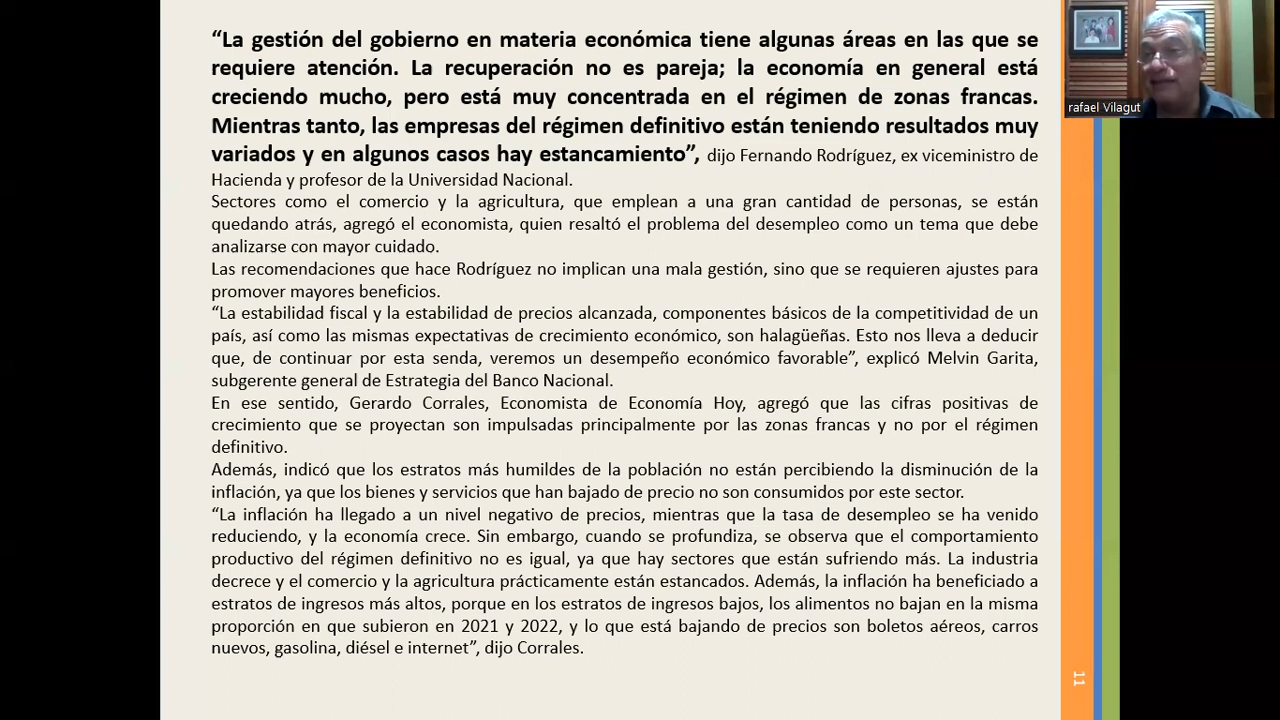 “La gestión del gobierno en materia económica tiene algunas áreas en las que se
requiere atención. La recuperación no es pareja; la economía en general está
creciendo mucho, pero está muy concentrada en el régimen de zonas francas.
Mientras tanto, las empresas del régimen definitivo están teniendo resultados muy
variados y en algunos casos hay estancamiento”, dijo Fernando Rodríguez, ex viceministro de
Hacienda y profesor de la Universidad Nacional.
Sectores como el comercio y la agricultura, que emplean a una gran cantidad de personas, se están
quedando atrás, agregó el economista, quien resaltó el problema del desempleo como un tema que debe
analizarse con mayor cuidado.
Las recomendaciones que hace Rodríguez no implican una mala gestión, sino que se requieren ajustes para
promover mayores beneficios.
“La estabilidad fiscal y la estabilidad de precios alcanzada, componentes básicos de la competitividad de un
país, así como las mismas expectativas de crecimiento económico, son halagüeñas. Esto nos lleva a deducir
que, de continuar por esta senda, veremos un desempeño económico favorable”, explicó Melvin Garita,
subgerente general de Estrategia del Banco Nacional.
En ese sentido, Gerardo Corrales, Economista de Economía Hoy, agregó que las cifras positivas de
crecimiento que se proyectan son impulsadas principalmente por las zonas francas y no por el régimen
definitivo.
Además, indicó que los estratos más humildes de la población no están percibiendo la disminución de la
inflación, ya que los bienes y servicios que han bajado de precio no son consumidos por este sector.
“La inflación ha llegado a un nivel negativo de precios, mientras que la tasa de desempleo se ha venido
reduciendo, y la economía crece. Sin embargo, cuando se profundiza, se observa que el comportamiento
productivo del régimen definitivo no es igual, ya que hay sectores que están sufriendo más. La industria
decrece y el comercio y la agricultura prácticamente están estancados. Además, la inflación ha beneficiado a
estratos de ingresos más altos, porque en los estratos de ingresos bajos, los alimentos no bajan en la misma
proporción en que subieron en 2021 y 2022, y lo que está bajando de precios son boletos aéreos, carros
nuevos, gasolina, diésel e internet”, dijo Corrales.
rafael Vilagut
11